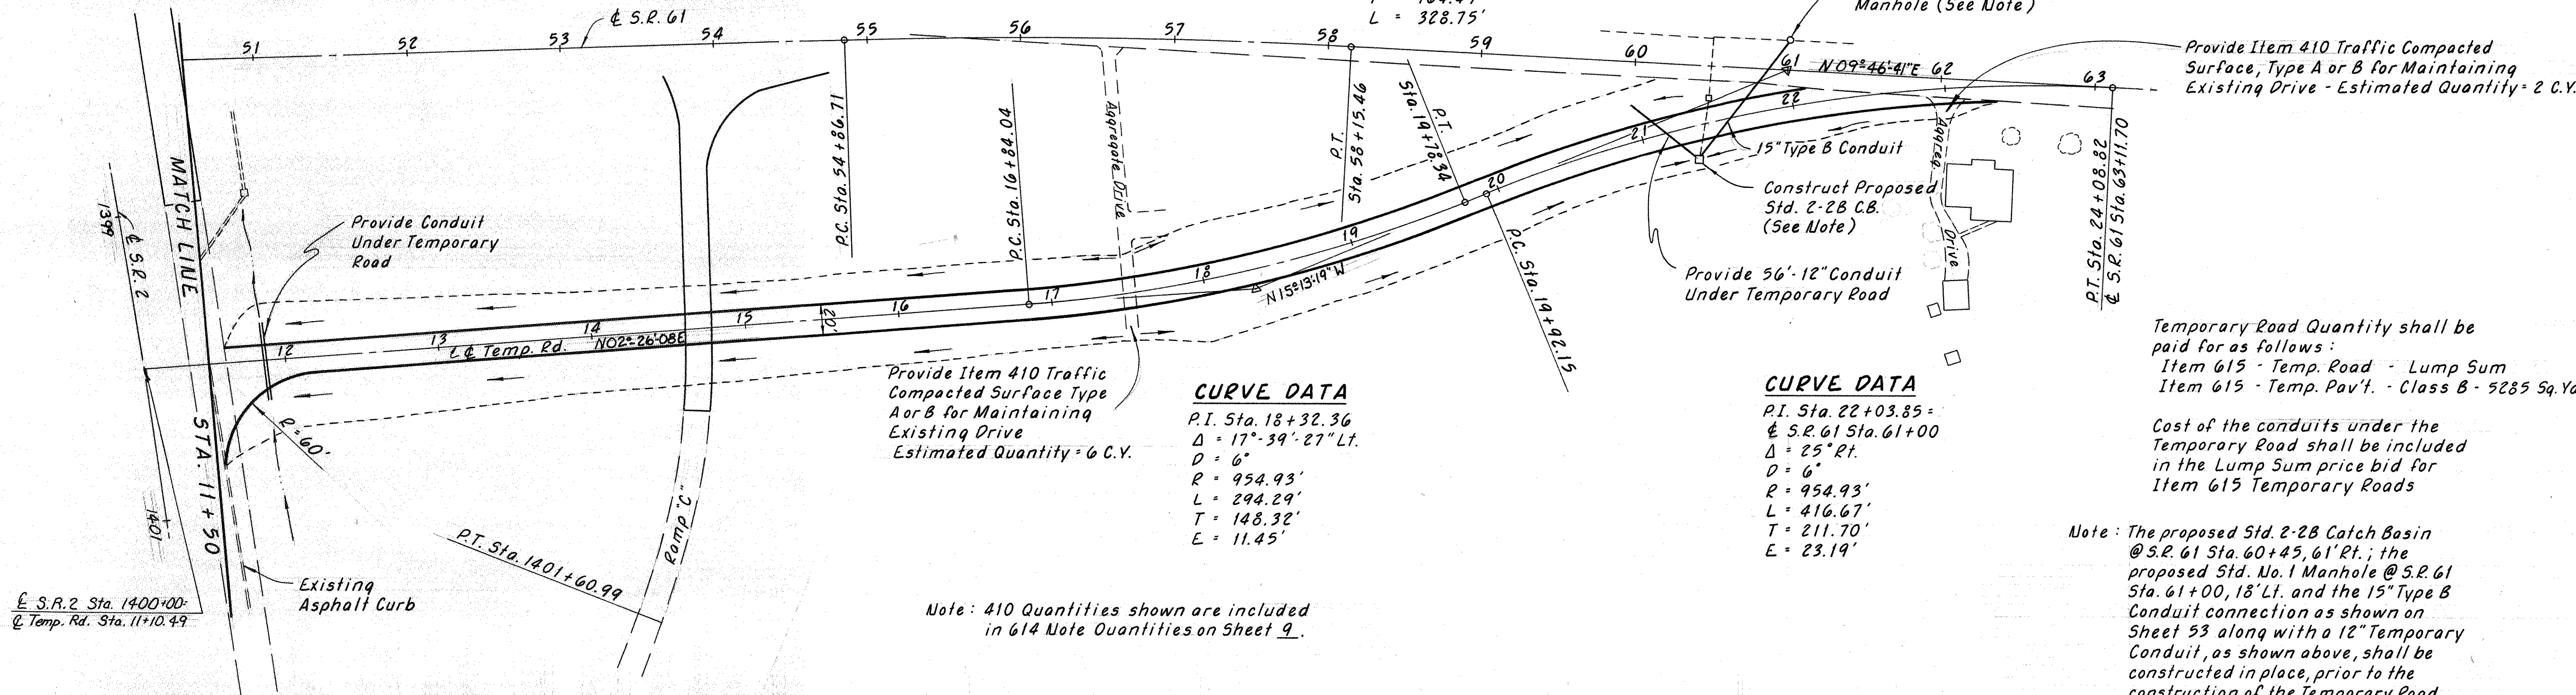 L = 328.75'
Manhole (See Note)
₵ S.R. 61
51 52 53 54 55 56 57 58 59 60 61 62 63
N 09°-46'-41" E
Provide Item 410 Traffic Compacted
Surface, Type A or B for Maintaining
Existing Drive - Estimated Quantity = 2 C.Y.
MATCH LINE
STA. 11 + 50
₵ S.R. 2
1399
1401
Provide Conduit
Under Temporary
Road
P.C. Sta. 54+86.71
P.C. Sta. 16+84.04
Aggregate Drive
P.T.
Sta. 58+15.46
P.T.
Sta. 19+78.34
P.C. Sta. 19+92.15
15" Type B Conduit
Construct Proposed
Std. 2-2B C.B.
(See Note)
Provide 56'-12" Conduit
Under Temporary Road
Aggreg.
Drive
P.T. Sta. 24+08.82
₵ S.R. 61 Sta. 63+11.70
12 13 14 15 16 17 18 19 20 21 22
₵ Temp. Rd. N02°-26'-08E
20'
N 15°-13'-19" W
R=60'
Ramp "C"
P.T. Sta. 1401+60.99
Existing
Asphalt Curb
₵ S.R. 2 Sta. 1400+00=
₵ Temp. Rd. Sta. 11+10.49
Provide Item 410 Traffic
Compacted Surface Type
A or B for Maintaining
Existing Drive
Estimated Quantity = 6 C.Y.
CURVE DATA
P.I. Sta. 18+32.36
Δ = 17°-39'-27" Lt.
D = 6°
R = 954.93'
L = 294.29'
T = 148.32'
E = 11.45'
CURVE DATA
P.I. Sta. 22+03.85 =
₵ S.R. 61 Sta. 61+00
Δ = 25° Rt.
D = 6°
R = 954.93'
L = 416.67'
T = 211.70'
E = 23.19'
Note: 410 Quantities shown are included
in 614 Note Quantities on Sheet 9.
Temporary Road Quantity shall be
paid for as follows:
Item 615 - Temp. Road - Lump Sum
Item 615 - Temp. Pav't. - Class B - 5285 Sq. Yd
Cost of the conduits under the
Temporary Road shall be included
in the Lump Sum price bid for
Item 615 Temporary Roads
Note: The proposed Std. 2-2B Catch Basin
@ S.R. 61 Sta. 60+45, 61' Rt.; the
proposed Std. No. 1 Manhole @ S.R. 61
Sta. 61+00, 18' Lt. and the 15" Type B
Conduit connection as shown on
Sheet 53 along with a 12" Temporary
Conduit, as shown above, shall be
constructed in place, prior to the
construction of the Temporary Road